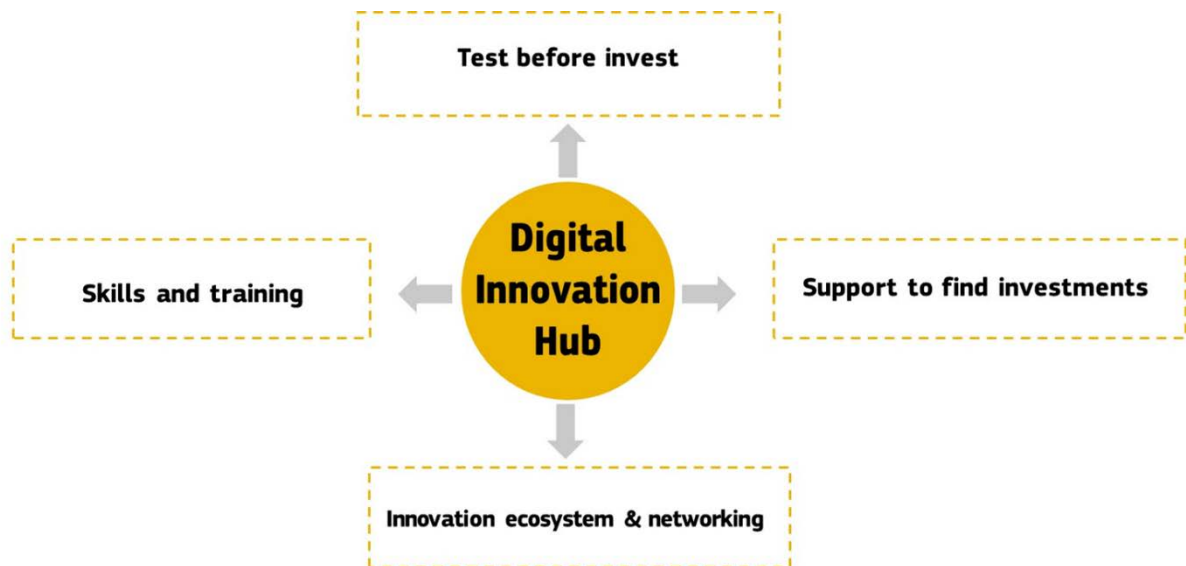 Test before invest
Digital
Innovation
Hub
Skills and training
Support to find investments
Innovation ecosystem & networking